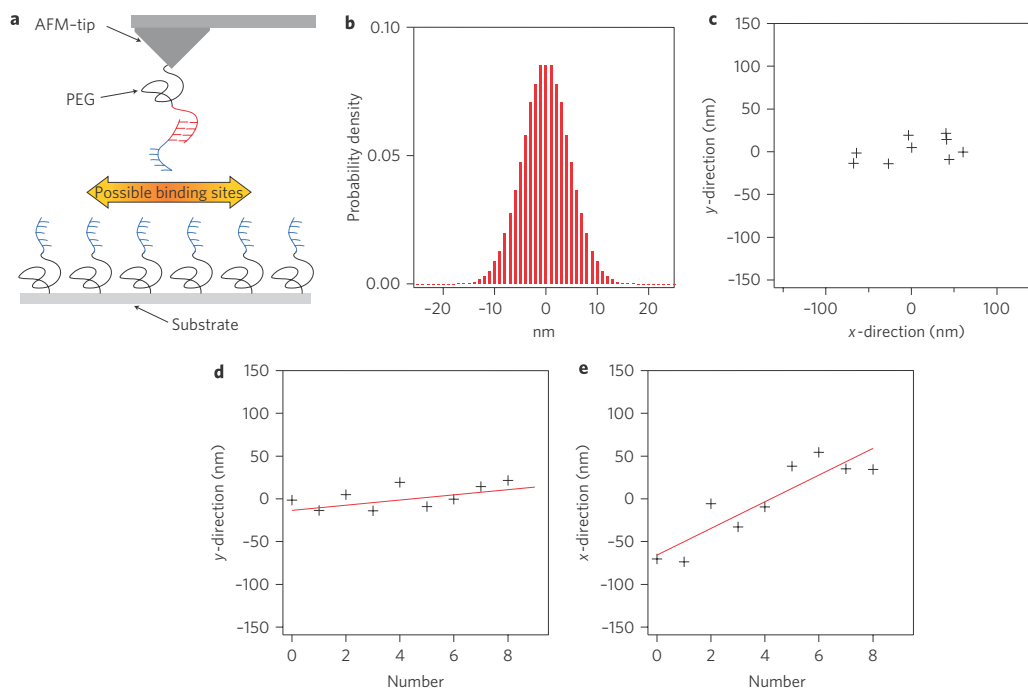 a
AFM-tip
PEG
Possible binding sites
Substrate
b
0.10
0.05
0.00
Probability density
−20 −10 0 10 20
nm
c
150
100
50
0
−50
−100
−150
y-direction (nm)
−100 0 100
x-direction (nm)
d
150
100
50
0
−50
−100
−150
y-direction (nm)
0 2 4 6 8
Number
e
150
100
50
0
−50
−100
−150
x-direction (nm)
0 2 4 6 8
Number